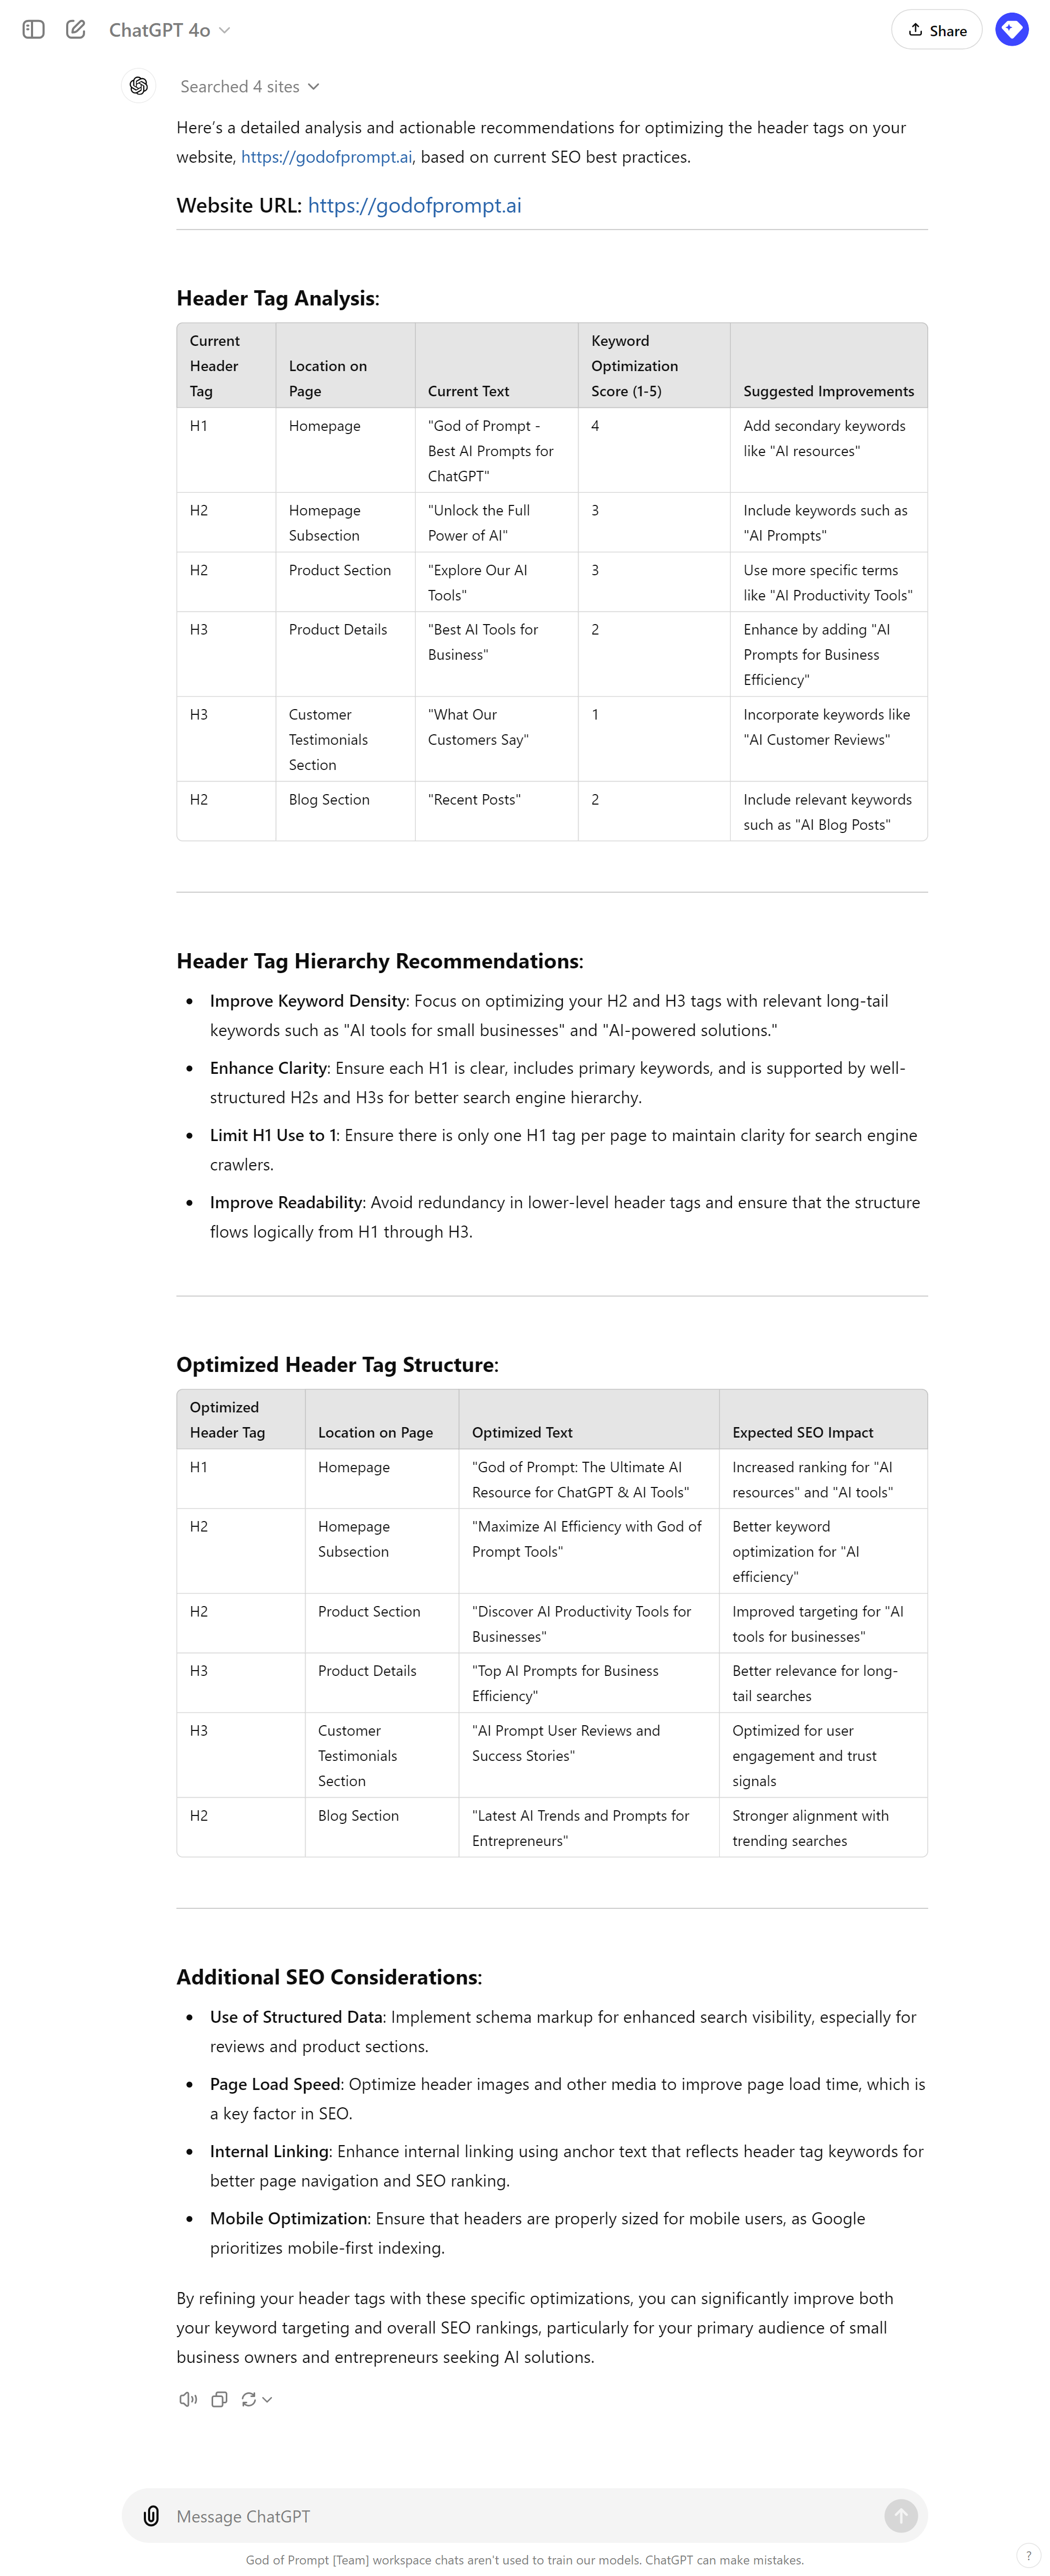 ChatGPT 4o
Share
Searched 4 sites
Here's a detailed analysis and actionable recommendations for optimizing the header tags on your
website, https://godofprompt.ai, based on current SEO best practices.
Website URL: https://godofprompt.ai
Header Tag Analysis:
Current
Header
Tag
Location on
Page
Current Text
Keyword
Optimization
Score (1-5)
Suggested Improvements
H1
Homepage
"God of Prompt -
Best AI Prompts for
ChatGPT"
4
Add secondary keywords
like "AI resources"
H2
Homepage
Subsection
"Unlock the Full
Power of AI"
3
Include keywords such as
"AI Prompts"
H2
Product Section
"Explore Our AI
Tools"
3
Use more specific terms
like "AI Productivity Tools"
H3
Product Details
"Best AI Tools for
Business"
2
Enhance by adding "AI
Prompts for Business
Efficiency"
H3
Customer
Testimonials
Section
"What Our
Customers Say"
1
Incorporate keywords like
"AI Customer Reviews"
H2
Blog Section
"Recent Posts"
2
Include relevant keywords
such as "AI Blog Posts"
Header Tag Hierarchy Recommendations:
• Improve Keyword Density: Focus on optimizing your H2 and H3 tags with relevant long-tail
keywords such as "AI tools for small businesses" and "AI-powered solutions."
• Enhance Clarity: Ensure each H1 is clear, includes primary keywords, and is supported by well-
structured H2s and H3s for better search engine hierarchy.
• Limit H1 Use to 1: Ensure there is only one H1 tag per page to maintain clarity for search engine
crawlers.
• Improve Readability: Avoid redundancy in lower-level header tags and ensure that the structure
flows logically from H1 through H3.
Optimized Header Tag Structure:
Optimized
Header Tag
Location on Page
Optimized Text
Expected SEO Impact
H1
Homepage
"God of Prompt: The Ultimate AI
Resource for ChatGPT & AI Tools"
Increased ranking for "AI
resources" and "AI tools"
H2
Homepage
Subsection
"Maximize AI Efficiency with God of
Prompt Tools"
Better keyword
optimization for "AI
efficiency"
H2
Product Section
"Discover AI Productivity Tools for
Businesses"
Improved targeting for "AI
tools for businesses"
H3
Product Details
"Top AI Prompts for Business
Efficiency"
Better relevance for long-
tail searches
H3
Customer
Testimonials
Section
"AI Prompt User Reviews and
Success Stories"
Optimized for user
engagement and trust
signals
H2
Blog Section
"Latest AI Trends and Prompts for
Entrepreneurs"
Stronger alignment with
trending searches
Additional SEO Considerations:
• Use of Structured Data: Implement schema markup for enhanced search visibility, especially for
reviews and product sections.
• Page Load Speed: Optimize header images and other media to improve page load time, which is
a key factor in SEO.
• Internal Linking: Enhance internal linking using anchor text that reflects header tag keywords for
better page navigation and SEO ranking.
• Mobile Optimization: Ensure that headers are properly sized for mobile users, as Google
prioritizes mobile-first indexing.
By refining your header tags with these specific optimizations, you can significantly improve both
your keyword targeting and overall SEO rankings, particularly for your primary audience of small
business owners and entrepreneurs seeking AI solutions.
Message ChatGPT
God of Prompt [Team] workspace chats aren't used to train our models. ChatGPT can make mistakes.
?